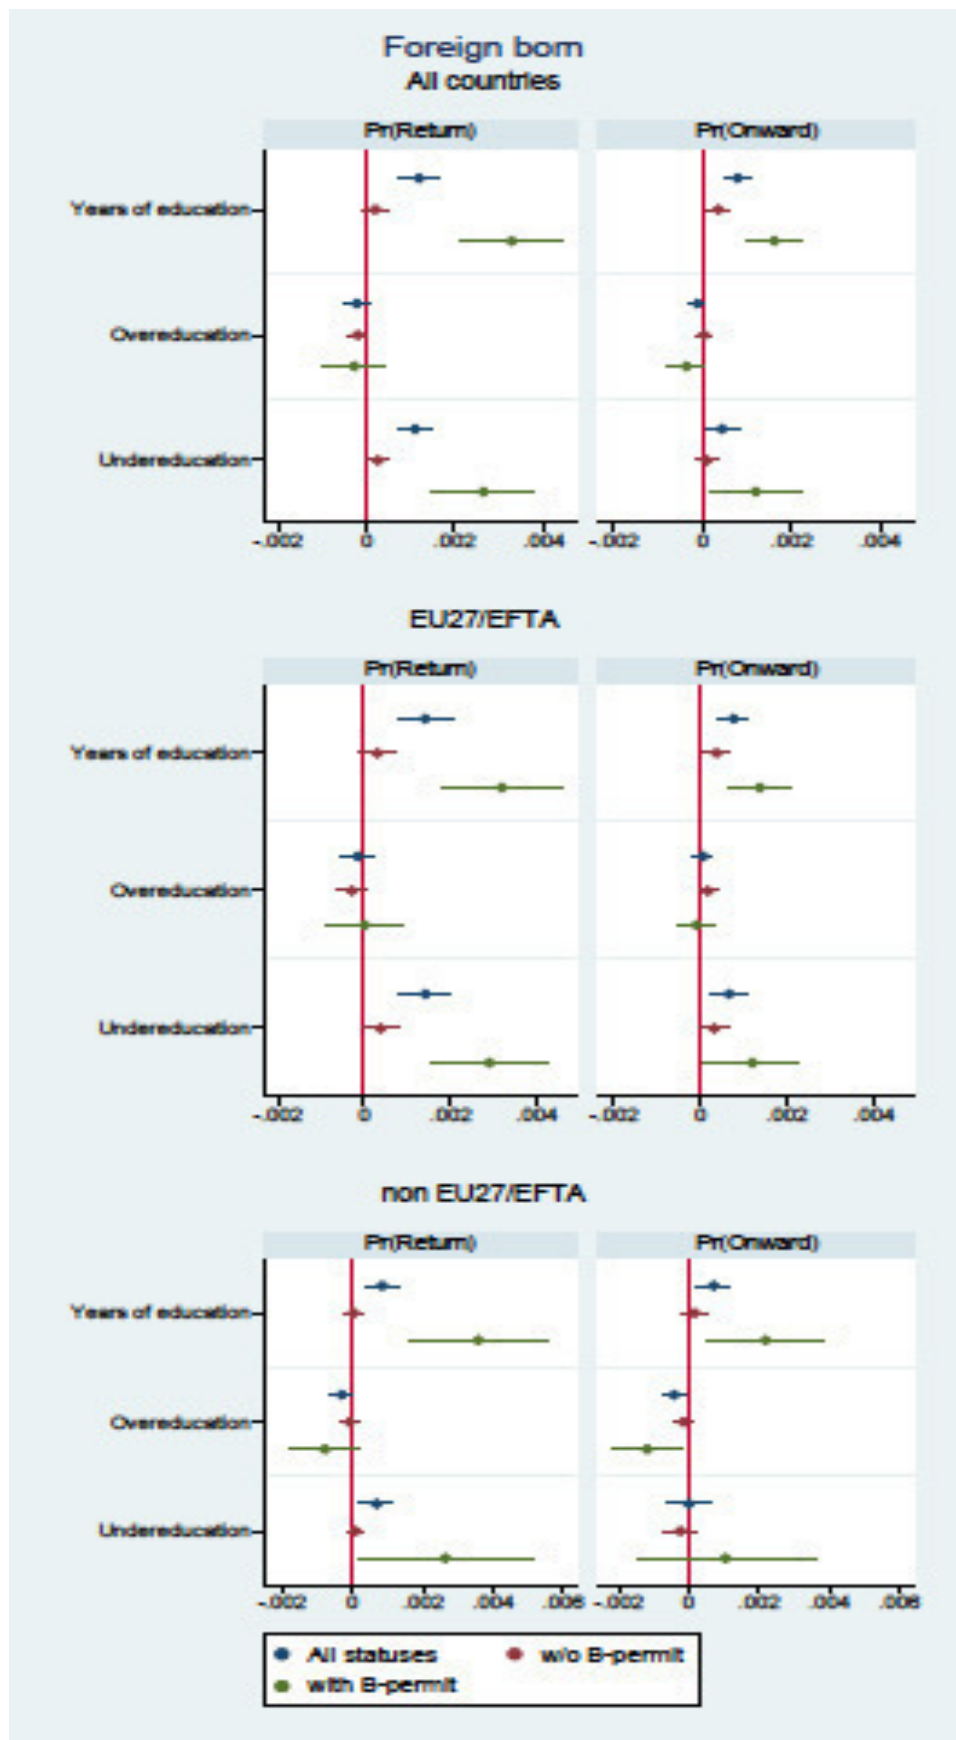 Foreign born
All countries
Pr(Return) Pr(Onward)
Years of education
Overeducation
Undereducation
-.002 0 .002 .004 -.002 0 .002 .004
EU27/EFTA
Pr(Return) Pr(Onward)
Years of education
Overeducation
Undereducation
-.002 0 .002 .004 -.002 0 .002 .004
non EU27/EFTA
Pr(Return) Pr(Onward)
Years of education
Overeducation
Undereducation
-.002 0 .002 .004 .006 -.002 0 .002 .004 .006
All statuses w/o B-permit
with B-permit